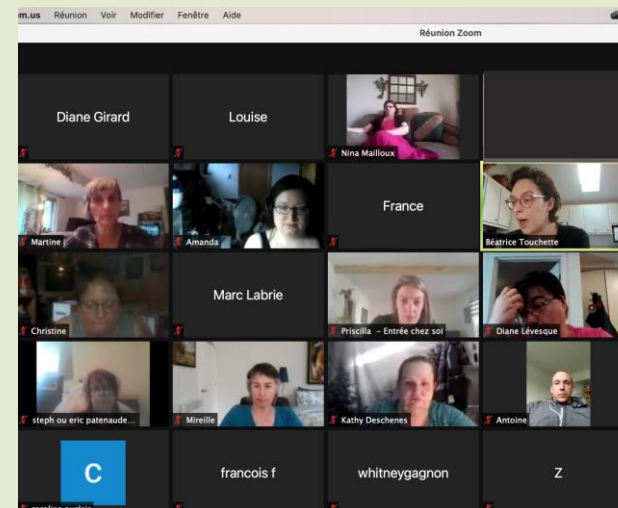 om.us Réunion Voir Modifier Fenêtre Aide
Réunion Zoom
Diane Girard
Louise
Nina Mailloux
Martine
Amanda
France
Béatrice Touchette
Christine
Marc Labrie
Priscilla - Entrée chez soi
Diane Lévesque
steph ou eric patenaude...
Mireille
Kathy Deschenes
Antoine
C
francois f
whitneygagnon
Z